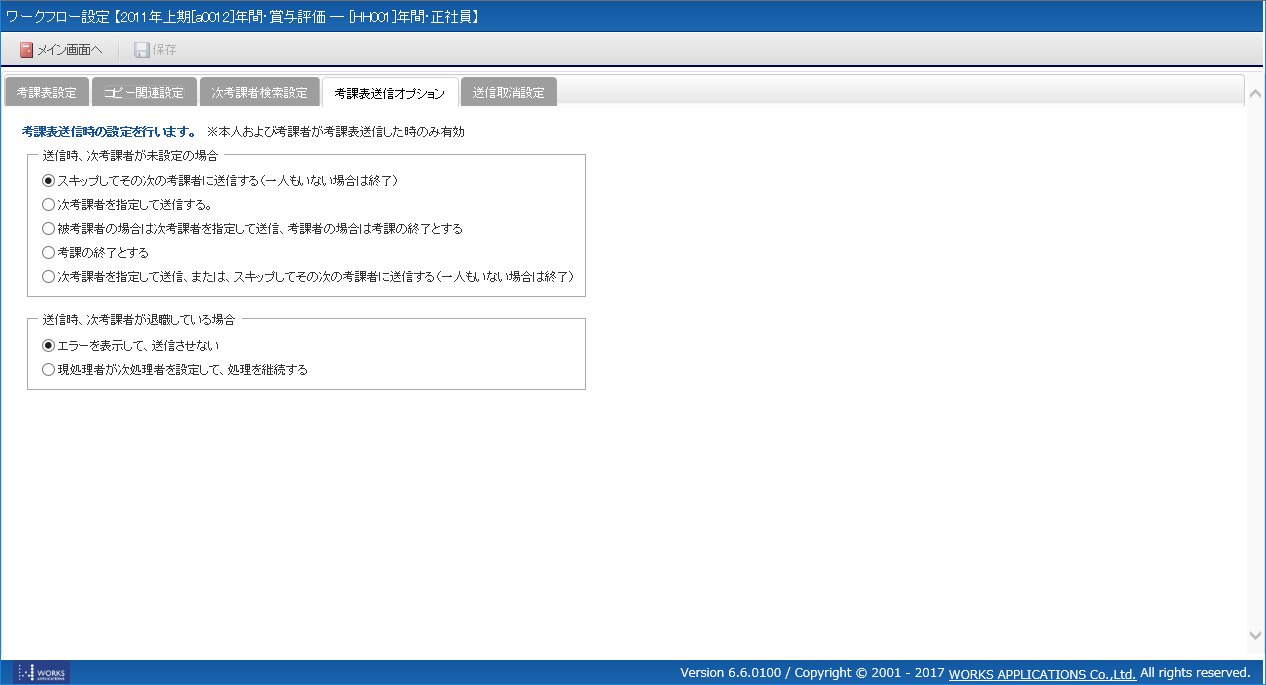 ワークフロー設定【2011年上期[a0012]年間・賞与評価 ― [HH001]年間・正社員】
メイン画面へ 保存
考課表設定 コピー関連設定 次考課者検索設定 考課表送信オプション 送信取消設定
考課表送信時の設定を行います。 ※本人および考課者が考課表送信した時のみ有効
送信時、次考課者が未設定の場合
スキップしてその次の考課者に送信する(一人もいない場合は終了)
次考課者を指定して送信する。
被考課者の場合は次考課者を指定して送信、考課者の場合は考課の終了とする
考課の終了とする
次考課者を指定して送信、または、スキップしてその次の考課者に送信する(一人もいない場合は終了)
送信時、次考課者が退職している場合
エラーを表示して、送信させない
現処理者が次処理者を設定して、処理を継続する
WORKS
APPLICATIONS
Version 6.6.0100 / Copyright © 2001 - 2017 WORKS APPLICATIONS Co.,Ltd. All rights reserved.